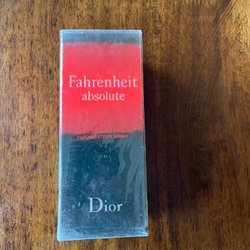 Fahrenheit
absolute
VAPORISATEUR SPRAY
Dior